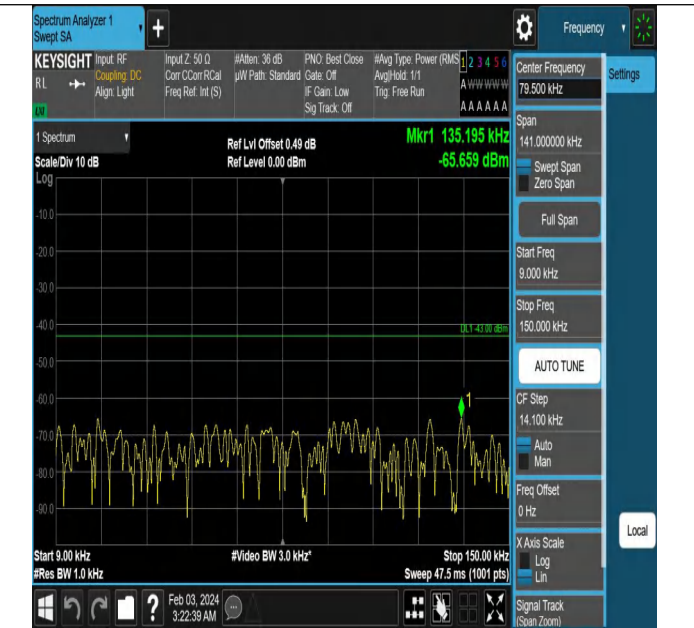 Spectrum Analyzer 1
Swept SA
+
Frequency
KEYSIGHT
RL
LXI
Input: RF
Coupling: DC
Align: Light
Input Z: 50 Ω
Corr CCorr RCal
Freq Ref: Int (S)
#Atten: 36 dB
µW Path: Standard
PNO: Best Close
Gate: Off
IF Gain: Low
Sig Track: Off
#Avg Type: Power (RMS
Avg|Hold: 1/1
Trig: Free Run
1 2 3 4 5 6
A W W W W W
A A A A A A
1 Spectrum
Scale/Div 10 dB
Log
Ref Lvl Offset 0.49 dB
Ref Level 0.00 dBm
Mkr1 135.195 kHz
-65.659 dBm
-10.0
-20.0
-30.0
-40.0
DL1 -43.00 dBm
-50.0
-60.0
1
-70.0
-80.0
-90.0
Start 9.00 kHz
#Video BW 3.0 kHz*
Stop 150.00 kHz
#Res BW 1.0 kHz
Sweep 47.5 ms (1001 pts)
?
Feb 03, 2024
3:22:39 AM
Center Frequency
79.500 kHz
Settings
Span
141.000000 kHz
Swept Span
Zero Span
Full Span
Start Freq
9.000 kHz
Stop Freq
150.000 kHz
AUTO TUNE
CF Step
14.100 kHz
Auto
Man
Freq Offset
0 Hz
Local
X Axis Scale
Log
Lin
Signal Track
(Span Zoom)